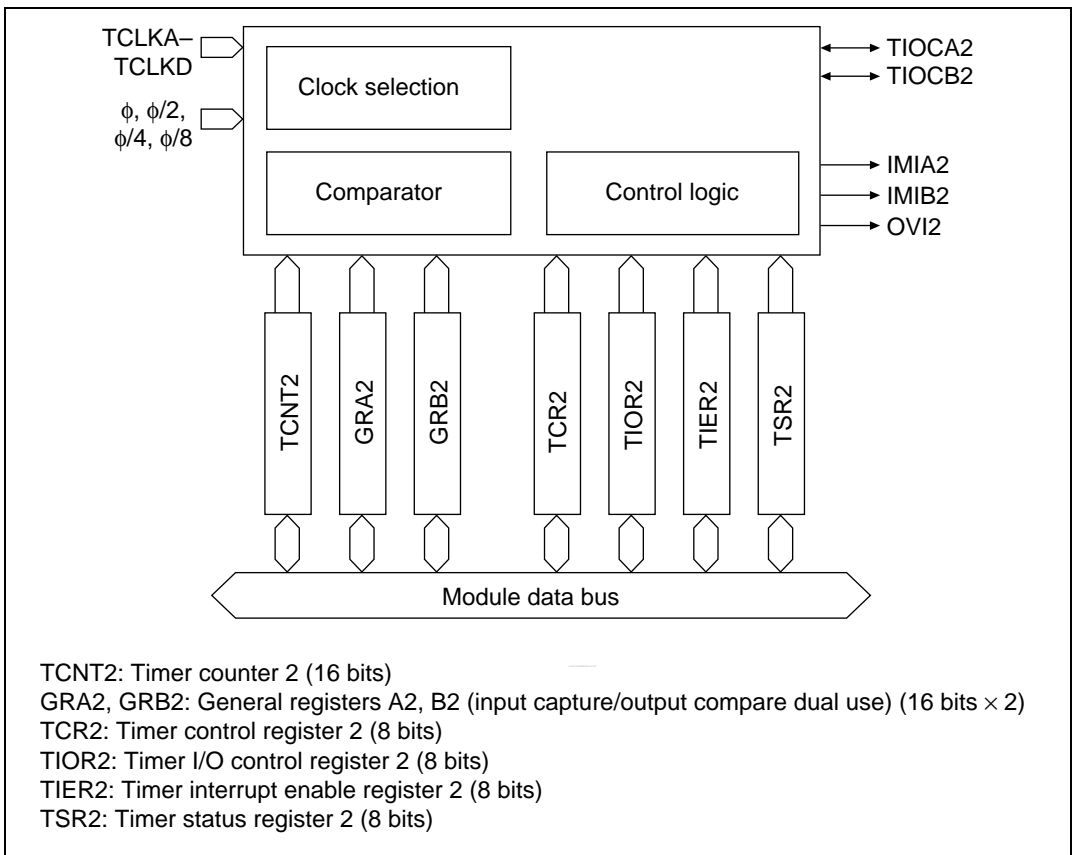 TCLKA–
TCLKD
ϕ, ϕ/2,
ϕ/4, ϕ/8
Clock selection
Comparator
Control logic
TIOCA2
TIOCB2
IMIA2
IMIB2
OVI2
TCNT2
GRA2
GRB2
TCR2
TIOR2
TIER2
TSR2
Module data bus
TCNT2: Timer counter 2 (16 bits)
GRA2, GRB2: General registers A2, B2 (input capture/output compare dual use) (16 bits × 2)
TCR2: Timer control register 2 (8 bits)
TIOR2: Timer I/O control register 2 (8 bits)
TIER2: Timer interrupt enable register 2 (8 bits)
TSR2: Timer status register 2 (8 bits)